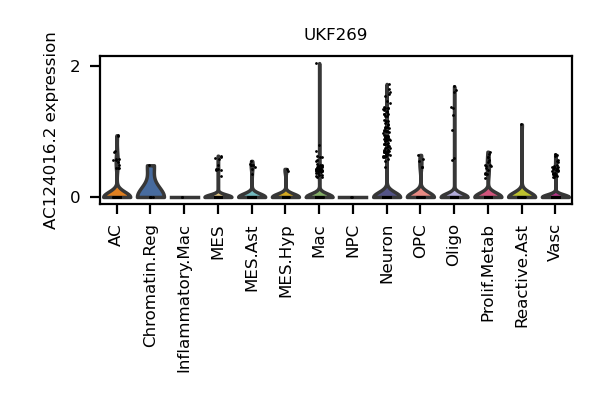 UKF269
AC124016.2 expression
2
0
AC
Chromatin.Reg
Inflammatory.Mac
MES
MES.Ast
MES.Hyp
Mac
NPC
Neuron
OPC
Oligo
Prolif.Metab
Reactive.Ast
Vasc